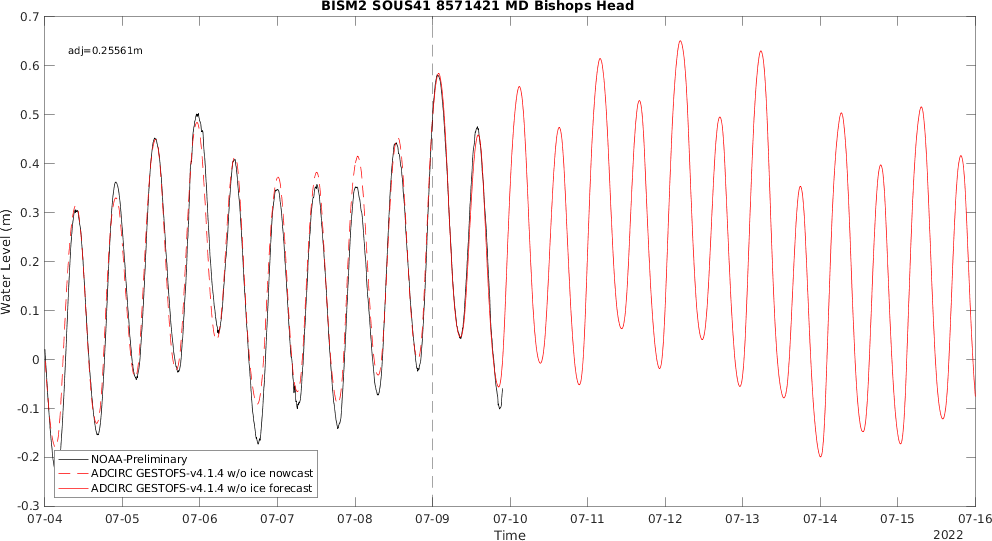 BISM2 SOUS41 8571421 MD Bishops Head
adj=0.25561m
Water Level (m)
0.7
0.6
0.5
0.4
0.3
0.2
0.1
0
-0.1
-0.2
-0.3
NOAA-Preliminary
ADCIRC GESTOFS-v4.1.4 w/o ice nowcast
ADCIRC GESTOFS-v4.1.4 w/o ice forecast
07-04 07-05 07-06 07-07 07-08 07-09 07-10 07-11 07-12 07-13 07-14 07-15 07-16
Time
2022